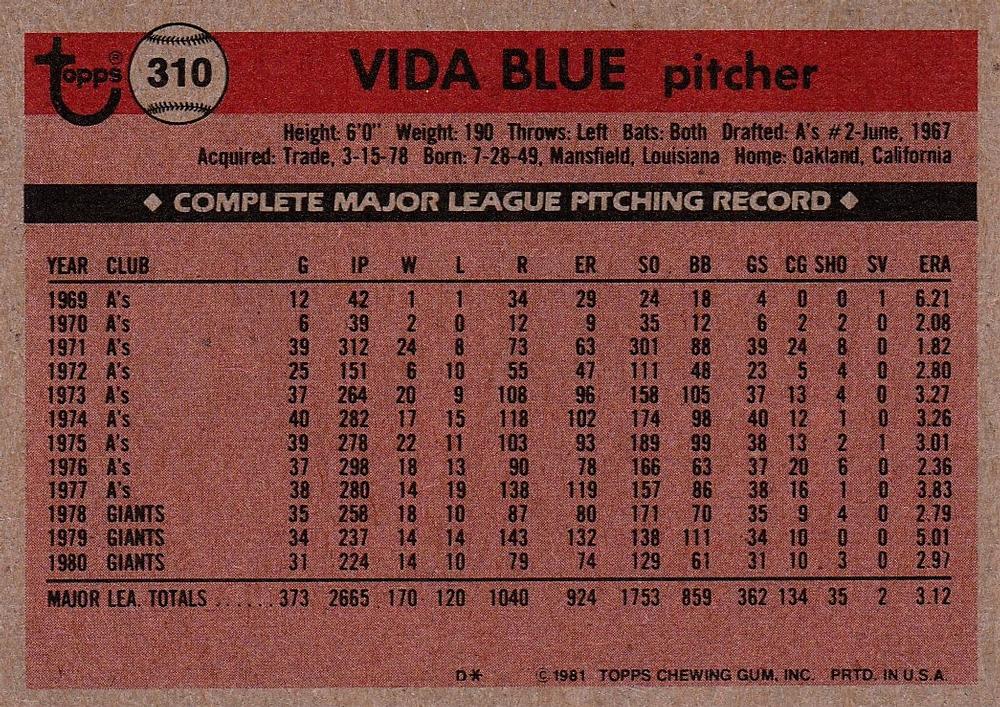 topps® 310 VIDA BLUE pitcher
Height: 6'0" Weight: 190 Throws: Left Bats: Both Drafted: A's #2-June, 1967
Acquired: Trade, 3-15-78 Born: 7-28-49, Mansfield, Louisiana Home: Oakland, California
◆ COMPLETE MAJOR LEAGUE PITCHING RECORD ◆
YEAR CLUB G IP W L R ER SO BB GS CG SHO SV ERA
1969 A's 12 42 1 1 34 29 24 18 4 0 0 1 6.21
1970 A's 6 39 2 0 12 9 35 12 6 2 2 0 2.08
1971 A's 39 312 24 8 73 63 301 88 39 24 8 0 1.82
1972 A's 25 151 6 10 55 47 111 48 23 5 4 0 2.80
1973 A's 37 264 20 9 108 96 158 105 37 13 4 0 3.27
1974 A's 40 282 17 15 118 102 174 98 40 12 1 0 3.26
1975 A's 39 278 22 11 103 93 189 99 38 13 2 1 3.01
1976 A's 37 298 18 13 90 78 166 63 37 20 6 0 2.36
1977 A's 38 280 14 19 138 119 157 86 38 16 1 0 3.83
1978 GIANTS 35 258 18 10 87 80 171 70 35 9 4 0 2.79
1979 GIANTS 34 237 14 14 143 132 138 111 34 10 0 0 5.01
1980 GIANTS 31 224 14 10 79 74 129 61 31 10 3 0 2.97
MAJOR LEA. TOTALS ...... 373 2665 170 120 1040 924 1753 859 362 134 35 2 3.12
D* © 1981 TOPPS CHEWING GUM, INC. PRTD. IN U.S.A.